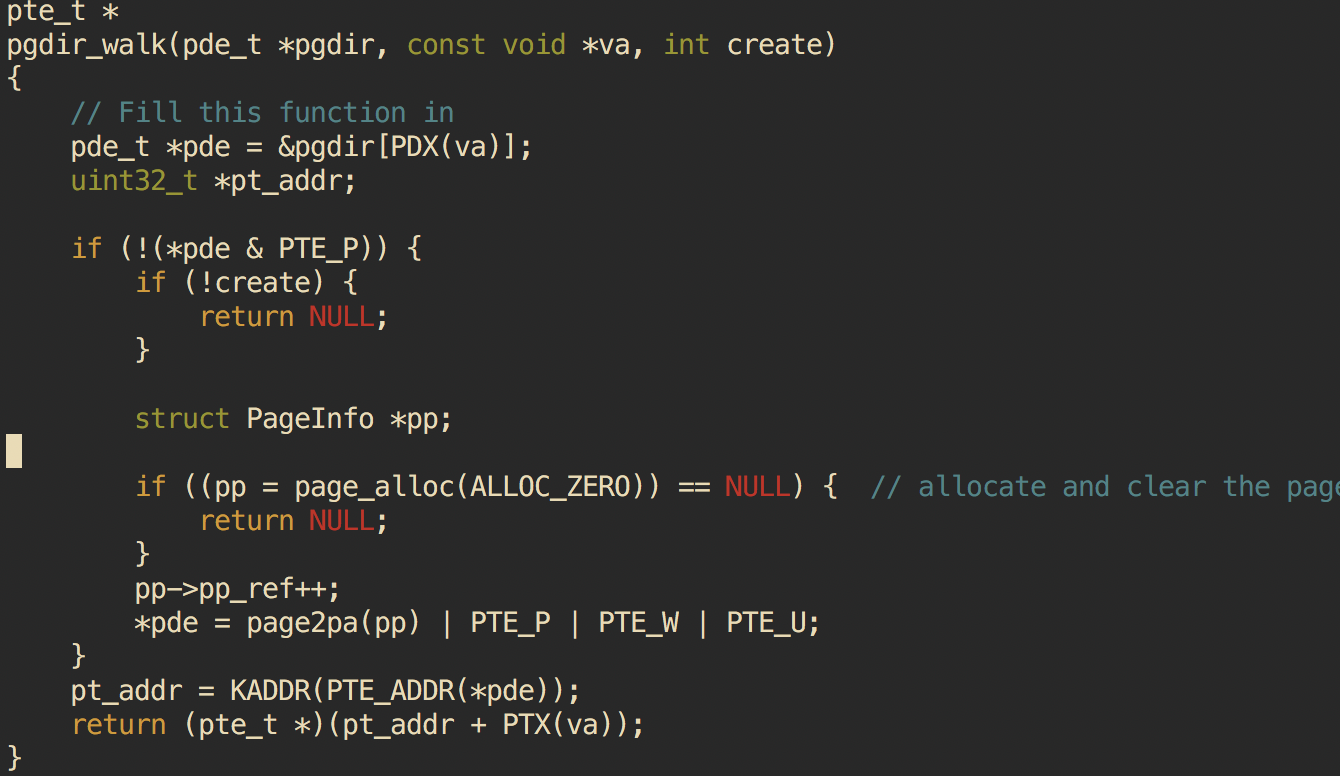 pte_t *
pgdir_walk(pde_t *pgdir, const void *va, int create)
{
    // Fill this function in
    pde_t *pde = &pgdir[PDX(va)];
    uint32_t *pt_addr;

    if (!(*pde & PTE_P)) {
        if (!create) {
            return NULL;
        }

        struct PageInfo *pp;

        if ((pp = page_alloc(ALLOC_ZERO)) == NULL) {  // allocate and clear the page
            return NULL;
        }
        pp->pp_ref++;
        *pde = page2pa(pp) | PTE_P | PTE_W | PTE_U;
    }
    pt_addr = KADDR(PTE_ADDR(*pde));
    return (pte_t *)(pt_addr + PTX(va));
}